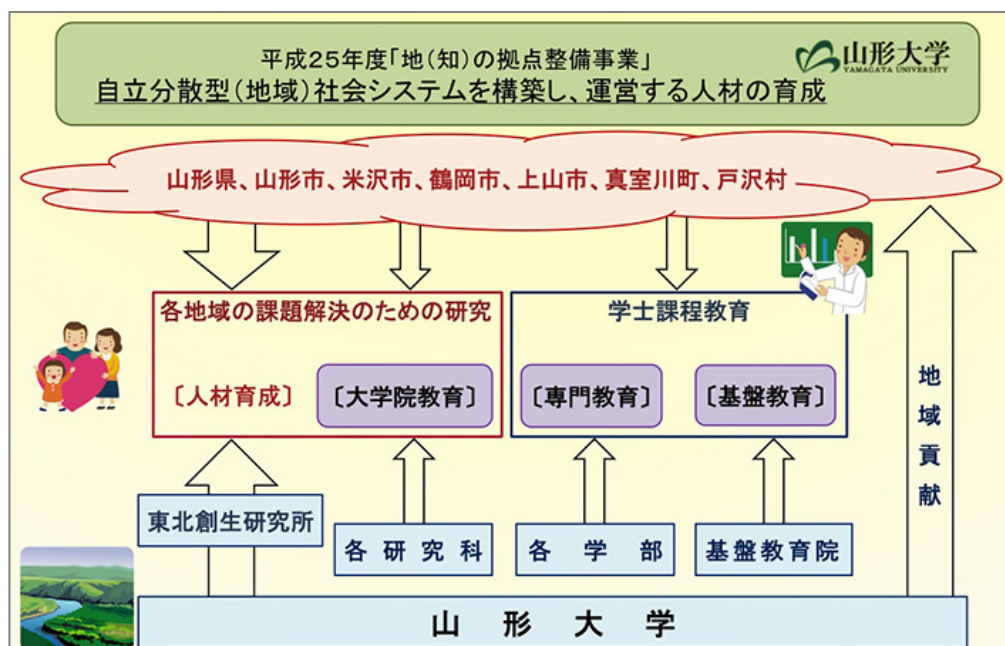 平成25年度「地(知)の拠点整備事業」
山形大学
YAMAGATA UNIVERSITY
自立分散型(地域)社会システムを構築し、運営する人材の育成
山形県、山形市、米沢市、鶴岡市、上山市、真室川町、戸沢村
各地域の課題解決のための研究
学士課程教育
〔人材育成〕
〔大学院教育〕
〔専門教育〕
〔基盤教育〕
地域貢献
東北創生研究所
各研究科
各学部
基盤教育院
山形大学